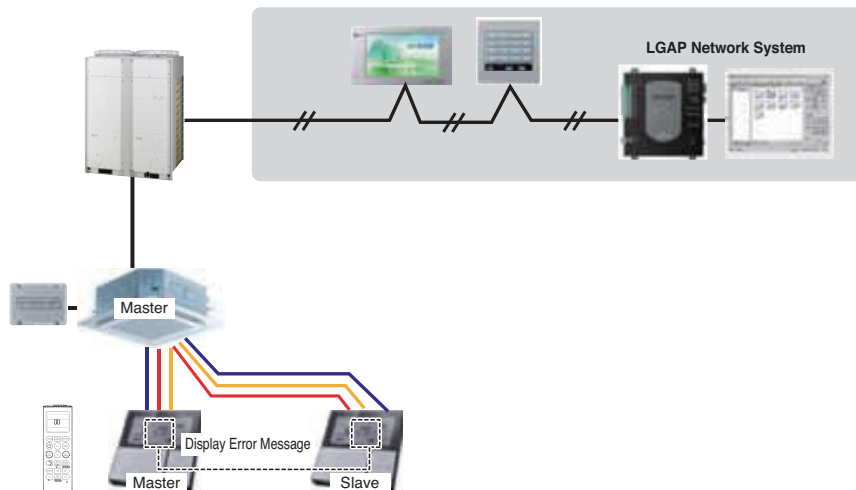 LGAP Network System
Master
Display Error Message
Master
Slave